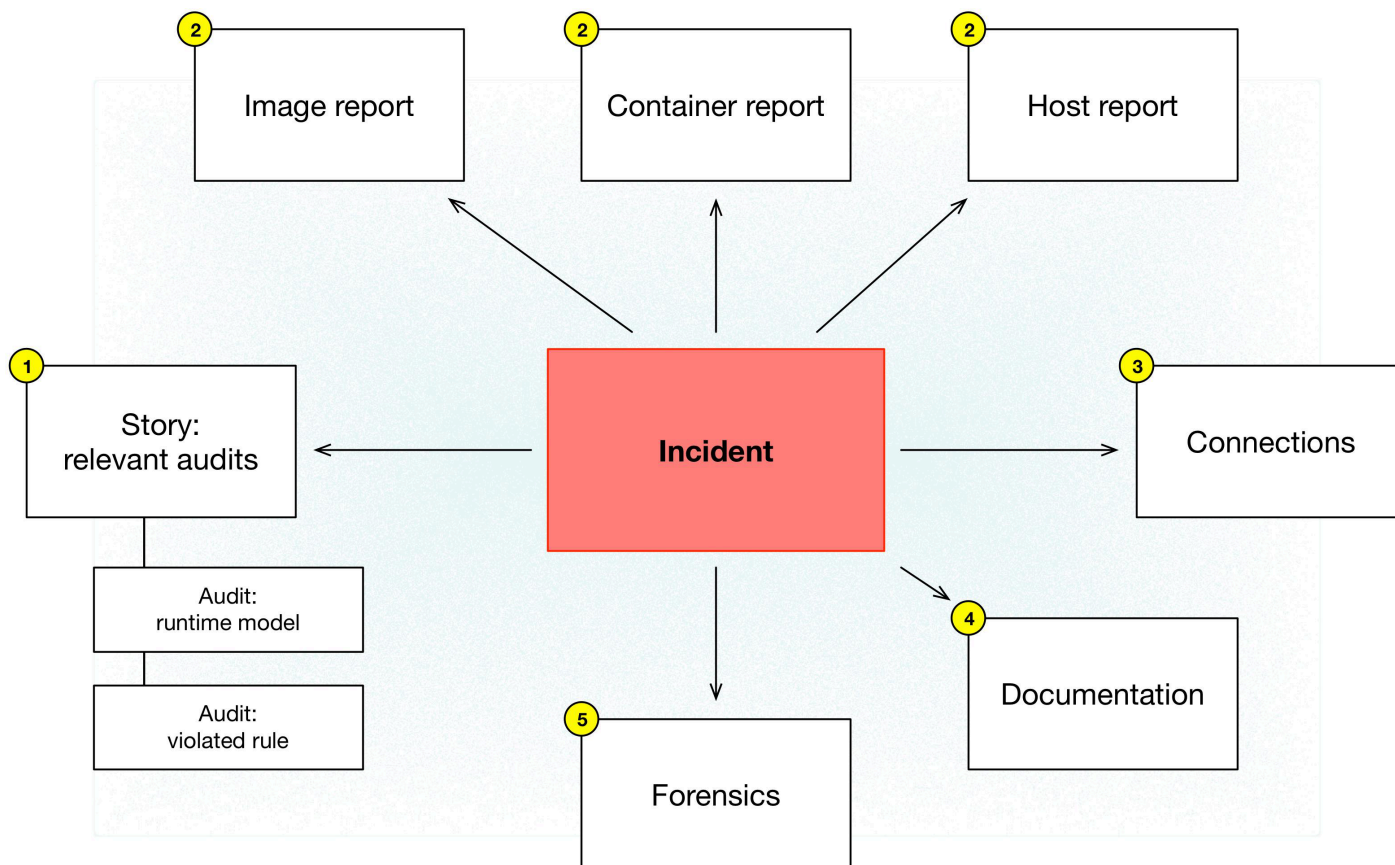 2
Image report
2
Container report
2
Host report
1
Story:
relevant audits
Incident
3
Connections
Audit:
runtime model
4
Documentation
Audit:
violated rule
5
Forensics